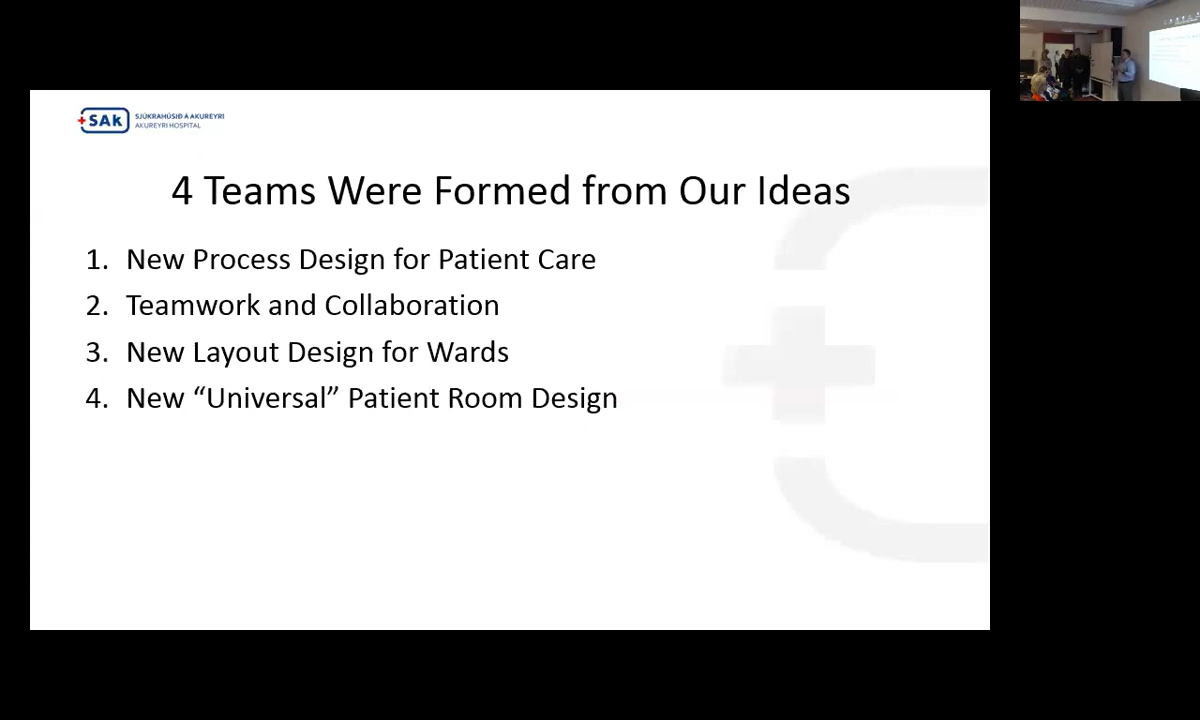 SAk
SJÚKRAHÚSIÐ Á AKUREYRI
AKUREYRI HOSPITAL
4 Teams Were Formed from Our Ideas
1. New Process Design for Patient Care
2. Teamwork and Collaboration
3. New Layout Design for Wards
4. New “Universal” Patient Room Design